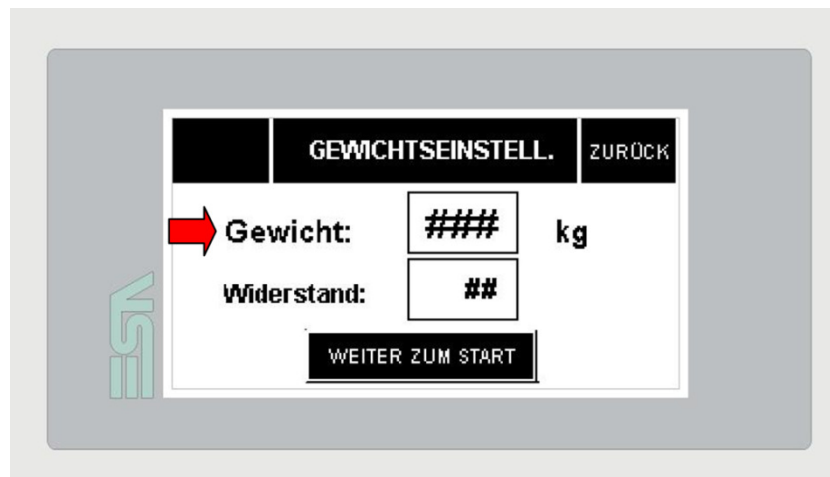 GEWICHTSEINSTELL. ZURÜCK
Gewicht: ### kg
Widerstand: ##
WEITER ZUM START
ESA